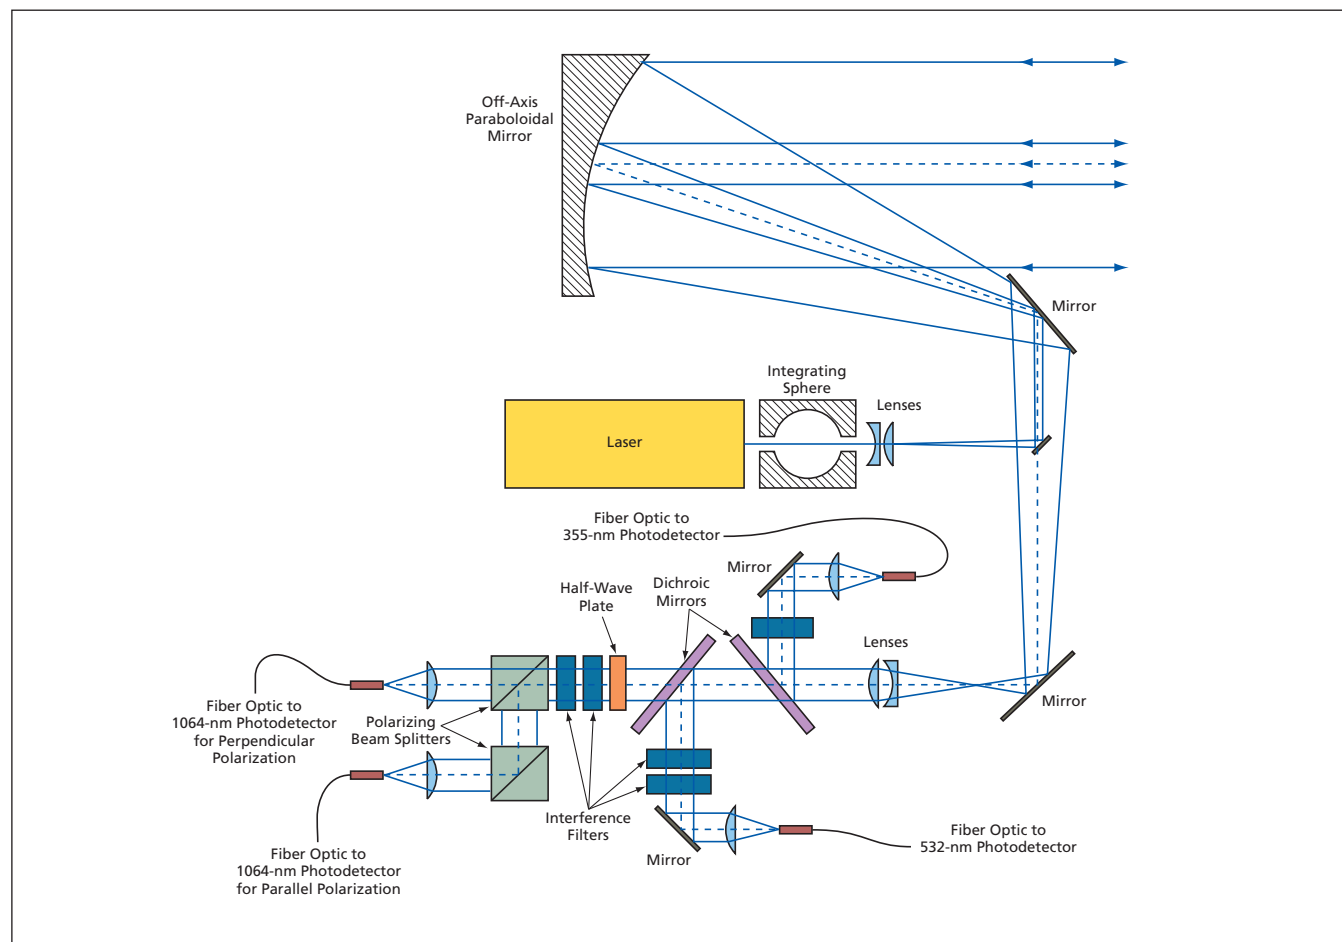 Off-Axis
Paraboloidal
Mirror
Mirror
Integrating
Sphere
Lenses
Laser
Fiber Optic to
355-nm Photodetector
Mirror
Dichroic
Mirrors
Half-Wave
Plate
Lenses
Mirror
Fiber Optic to
1064-nm Photodetector
for Perpendicular
Polarization
Polarizing
Beam Splitters
Interference
Filters
Mirror
Fiber Optic to
532-nm Photodetector
Fiber Optic to
1064-nm Photodetector
for Parallel Polarization